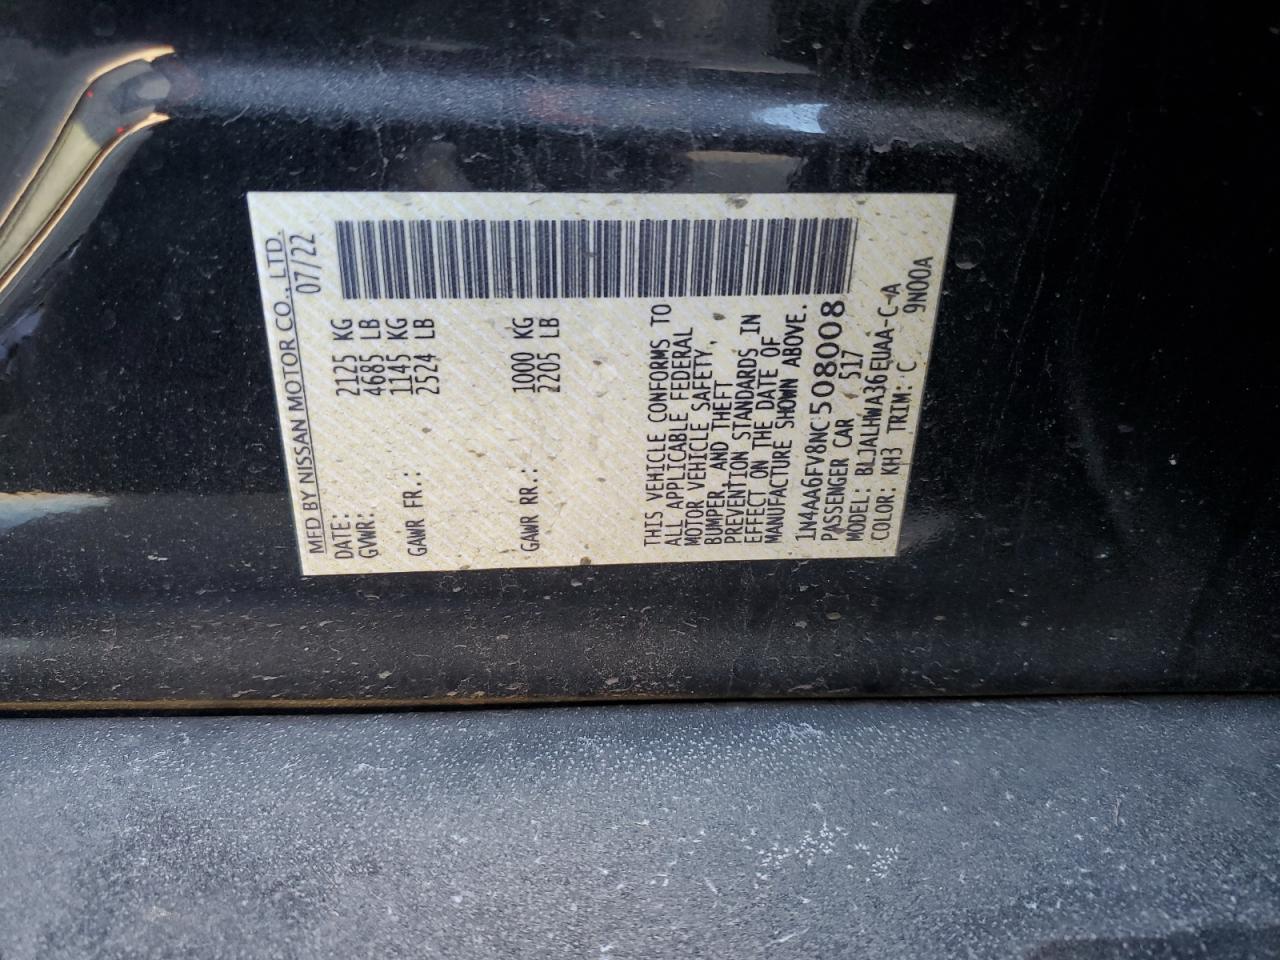 MFD BY NISSAN MOTOR CO., LTD.
DATE: 07/22
GVWR: 2125 KG
4685 LB
GAWR FR.: 1145 KG
2524 LB
GAWR RR.: 1000 KG
2205 LB
THIS VEHICLE CONFORMS TO
ALL APPLICABLE FEDERAL
MOTOR VEHICLE SAFETY,
BUMPER, AND THEFT
PREVENTION STANDARDS IN
EFFECT ON THE DATE OF
MANUFACTURE SHOWN ABOVE.
1N4AA6FV8NC508008
PASSENGER CAR 517
MODEL: BLJALHWA36EUAA-C-A
COLOR: KH3 TRIM: C 9N00A